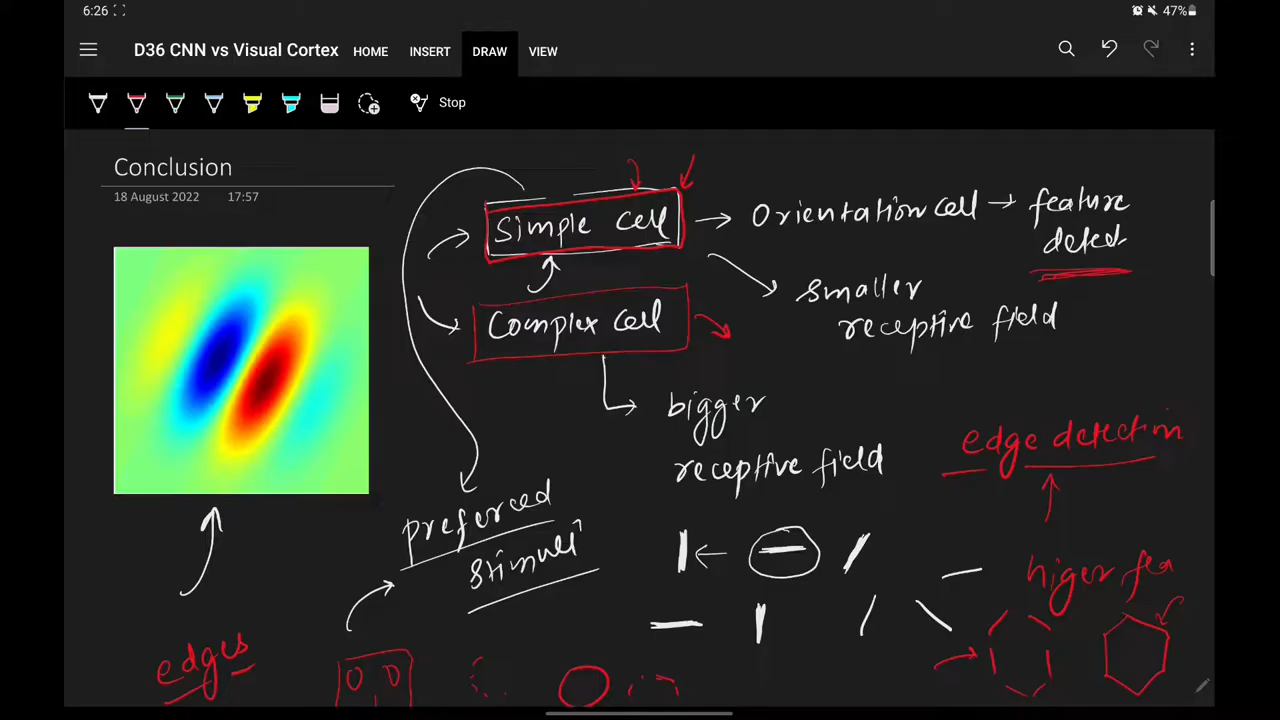 6:26
47%
D36 CNN vs Visual Cortex HOME INSERT DRAW VIEW
Stop
Conclusion
18 August 2022 17:57
Simple cell → Orientation cell → feature
detect
smaller
receptive field
Complex cell
bigger
receptive field
edge detection
preferred
stimuli
higer fea
edges